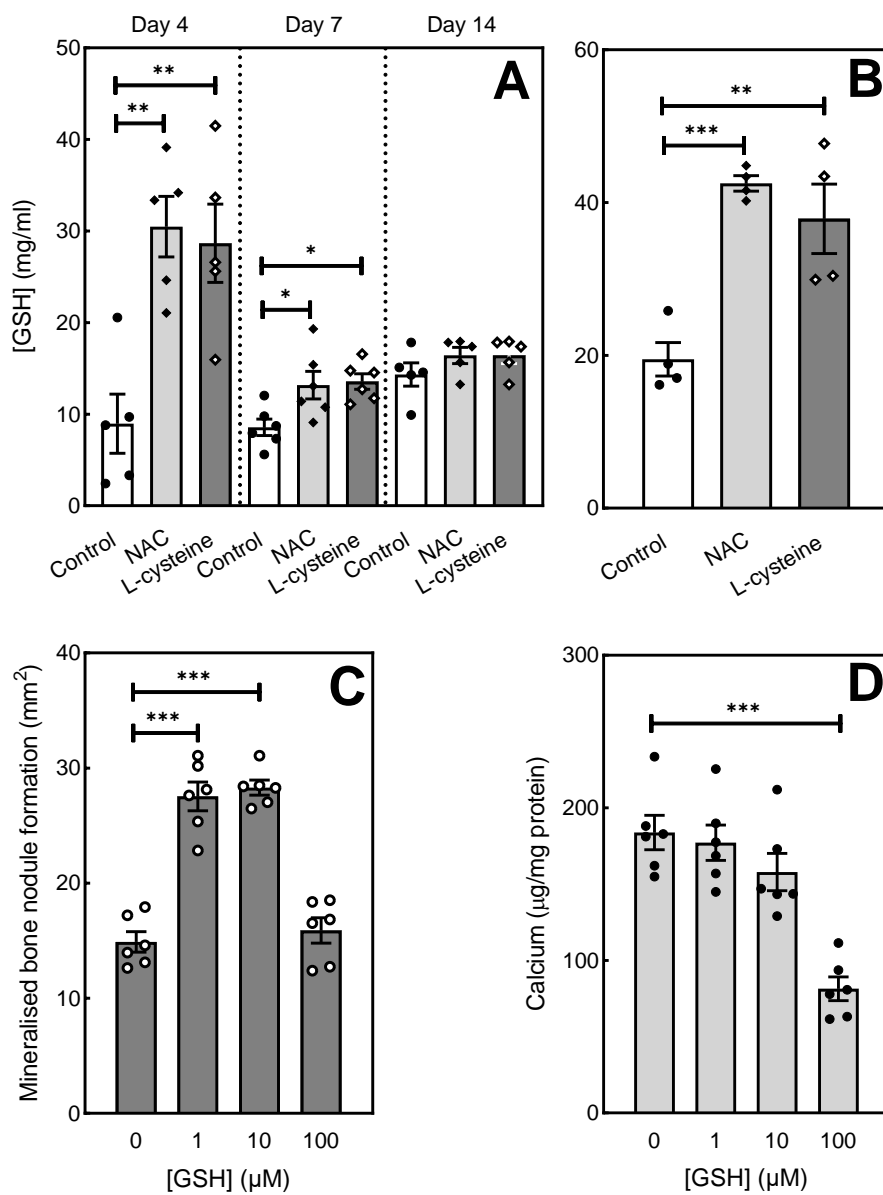 Day 4 Day 7 Day 14
A
[GSH] (mg/ml)
50
40
30
20
10
0
**
**
*
*
Control NAC L-cysteine Control NAC L-cysteine Control NAC L-cysteine
B
60
40
20
0
**
***
Control NAC L-cysteine
C
Mineralised bone nodule formation (mm²)
40
30
20
10
0
***
***
0 1 10 100
[GSH] (µM)
D
Calcium (µg/mg protein)
300
200
100
0
***
0 1 10 100
[GSH] (µM)